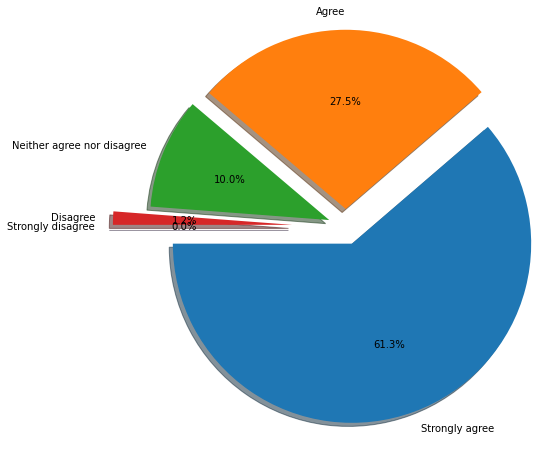 Agree
27.5%
Neither agree nor disagree
10.0%
Disagree
1.2%
Strongly disagree
0.0%
61.3%
Strongly agree